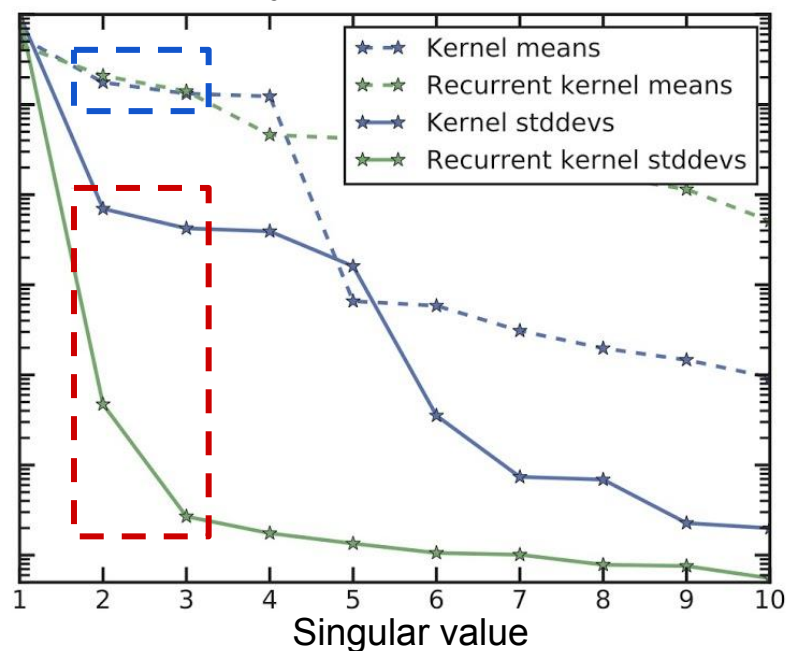 Kernel means
Recurrent kernel means
Kernel stddevs
Recurrent kernel stddevs
1 2 3 4 5 6 7 8 9 10
Singular value